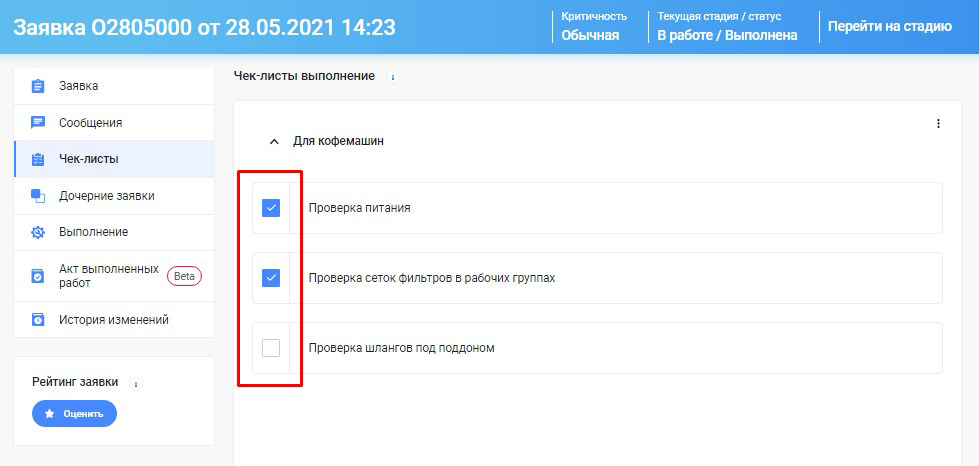 Заявка О2805000 от 28.05.2021 14:23
Критичность
Обычная
Текущая стадия / статус
В работе / Выполнена
Перейти на стадию
Заявка
Сообщения
Чек-листы
Дочерние заявки
Выполнение
Акт выполненных
работ
Beta
История изменений
Рейтинг заявки
Оценить
Чек-листы выполнение
Для кофемашин
Проверка питания
Проверка сеток фильтров в рабочих группах
Проверка шлангов под поддоном